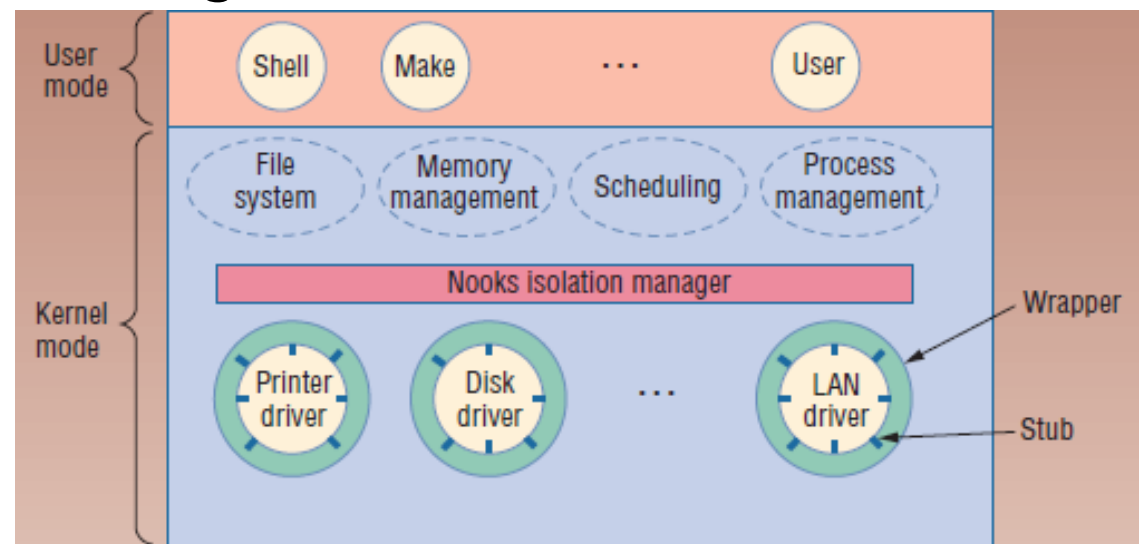 User
mode
Shell
Make
...
User
Kernel
mode
File
system
Memory
management
Scheduling
Process
management
Nooks isolation manager
Printer
driver
Disk
driver
...
LAN
driver
Wrapper
Stub